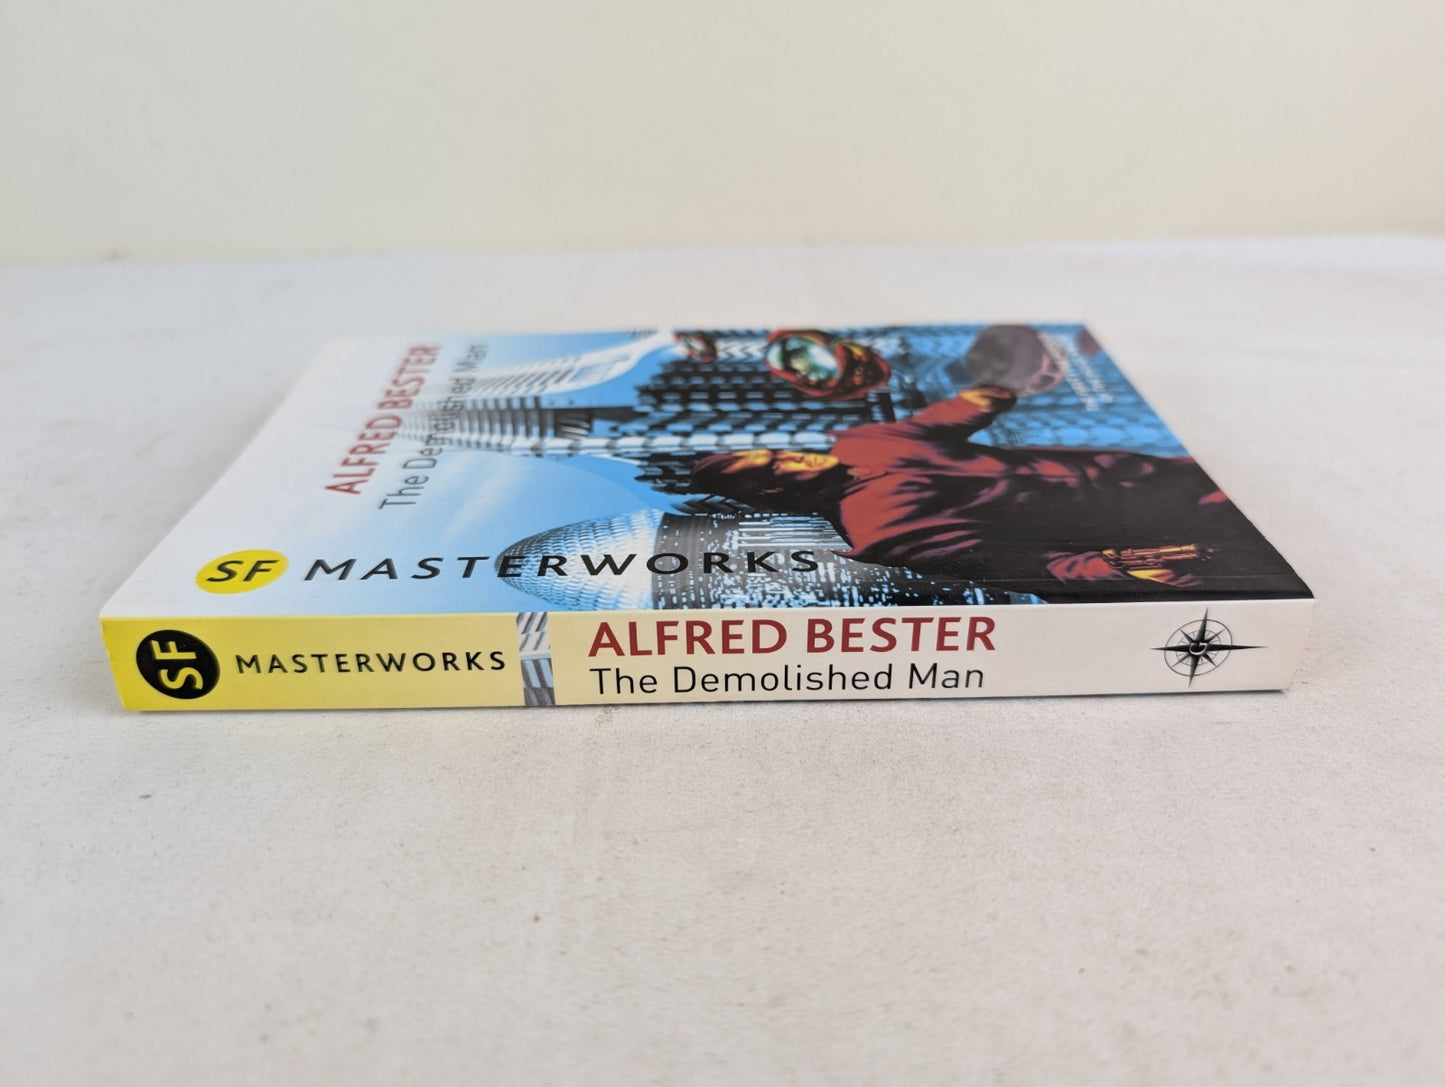 ALFRED BESTER
The Demolished Man
SF MASTERWORKS
SF MASTERWORKS
ALFRED BESTER
The Demolished Man
G